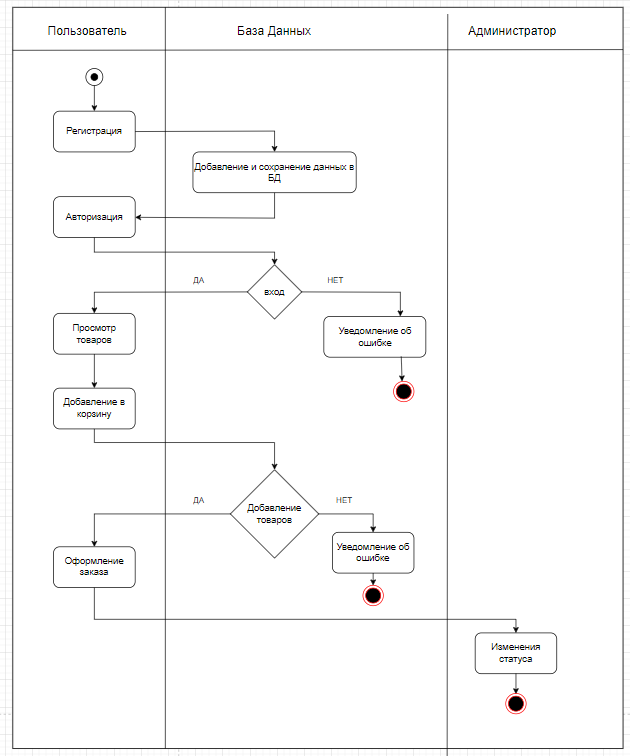 Пользователь
База Данных
Администратор
Регистрация
Добавление и сохранение данных в
БД
Авторизация
ДА
вход
НЕТ
Просмотр
товаров
Уведомление об
ошибке
Добавление в
корзину
ДА
Добавление
товаров
НЕТ
Оформление
заказа
Уведомление об
ошибке
Изменения
статуса